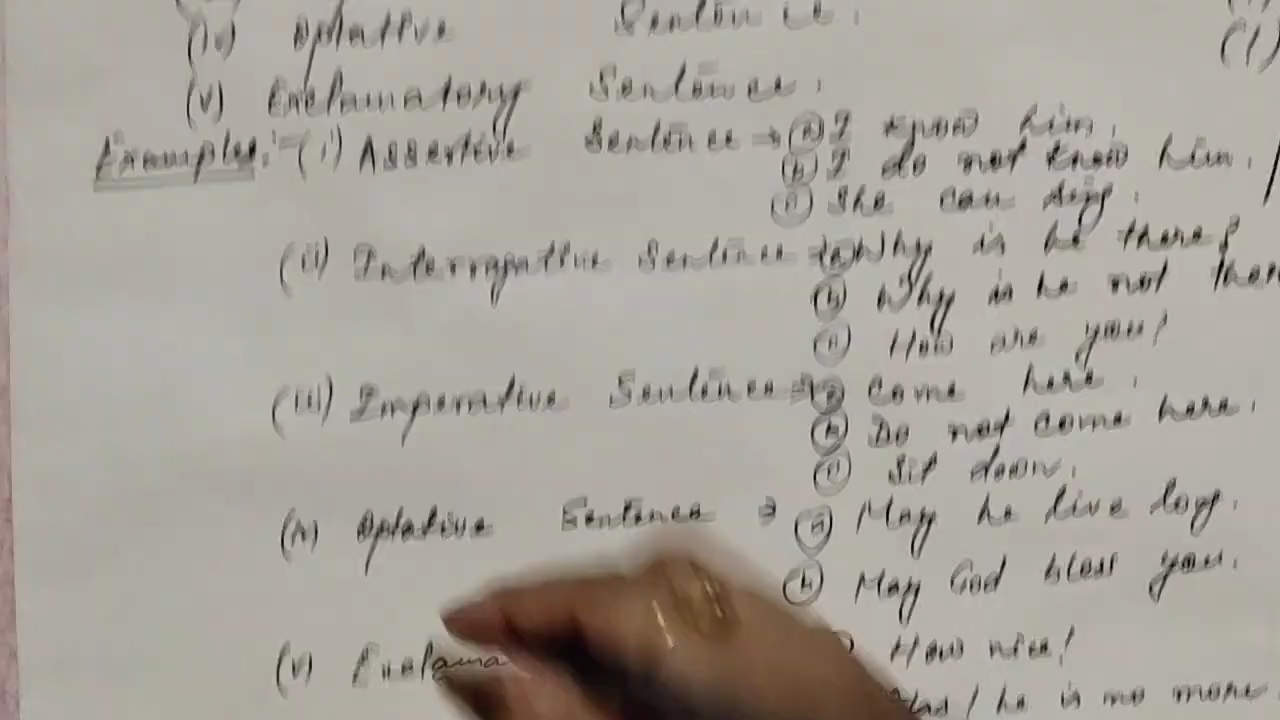 (iv) Optative Sentence.
(v) Exclamatory Sentence.
Examples:-(i) Assertive Sentence → (a) I know him.
(b) I do not know him.
(c) She can sing.
(ii) Interrogative Sentence → (a) Why is he there?
(b) Why is he not
(c) How are you?
(iii) Imperative Sentence → (a) Come here.
(b) Do not come here.
(c) Sit down.
(iv) Optative Sentence → (a) May he live long.
(b) May God bless you.
(v) How nice!
he is no more